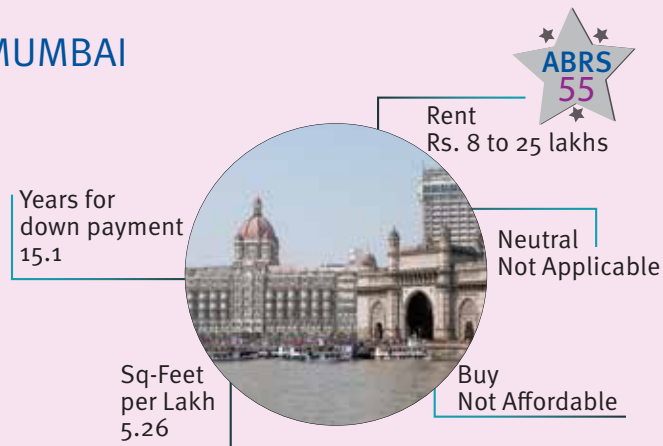 MUMBAI
ABRS
55
Rent
Rs. 8 to 25 lakhs
Years for
down payment
15.1
Neutral
Not Applicable
Sq-Feet
per Lakh
5.26
Buy
Not Affordable